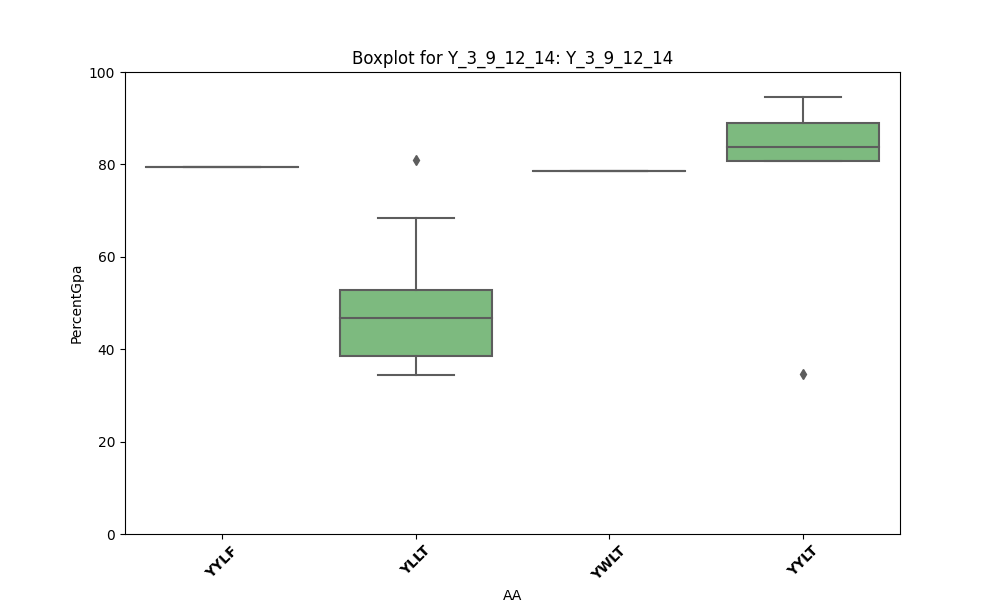 Boxplot for Y_3_9_12_14: Y_3_9_12_14
100
80
60
40
20
0
PercentGpa
YYLF
YLLT
YWLT
YYLT
AA